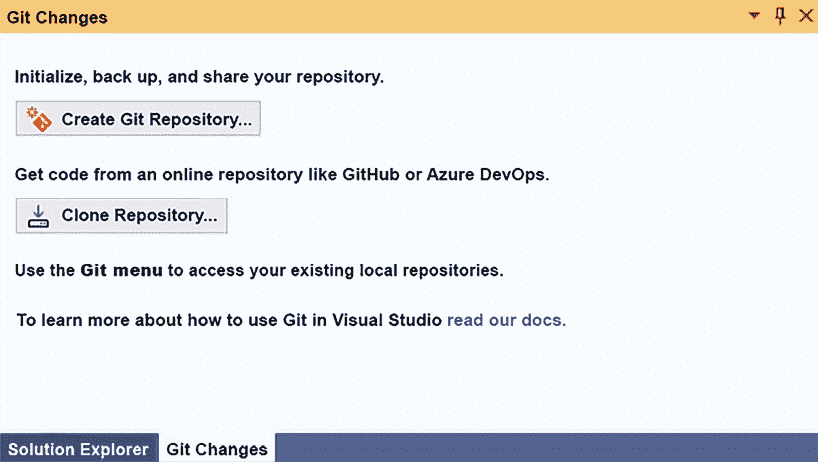 Git Changes
Initialize, back up, and share your repository.
Create Git Repository...
Get code from an online repository like GitHub or Azure DevOps.
Clone Repository...
Use the Git menu to access your existing local repositories.
To learn more about how to use Git in Visual Studio read our docs.
Solution Explorer Git Changes